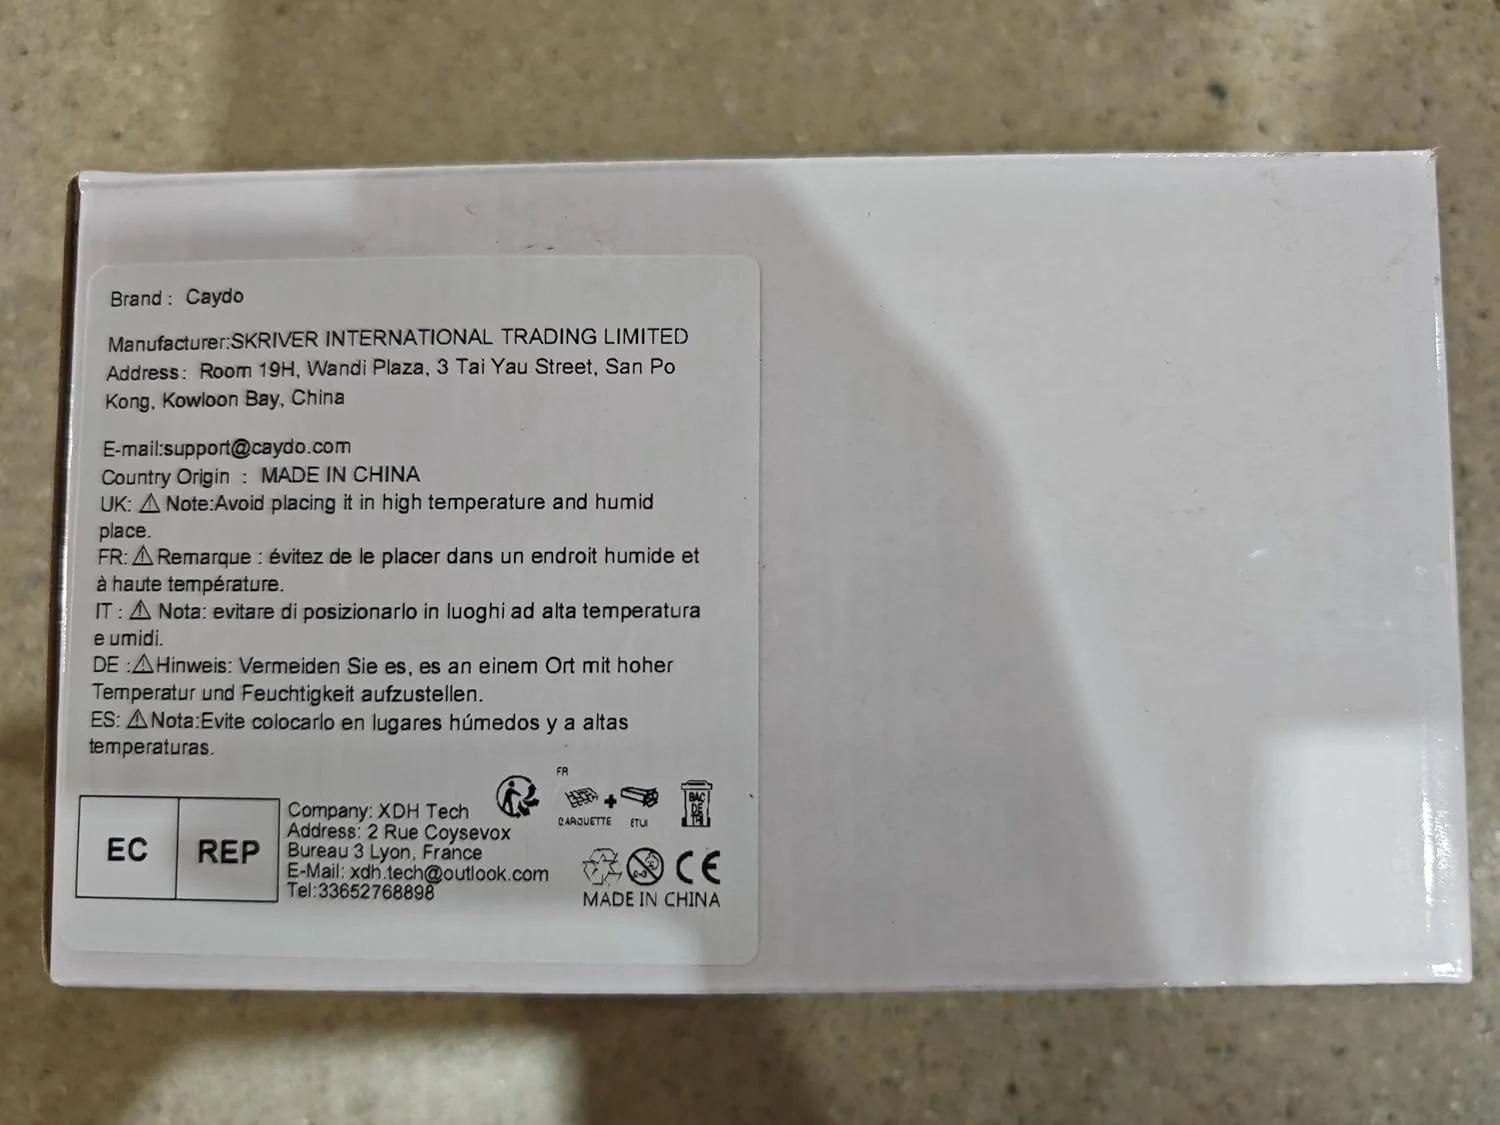 Brand : Caydo
Manufacturer:SKRIVER INTERNATIONAL TRADING LIMITED
Address: Room 19H, Wandi Plaza, 3 Tai Yau Street, San Po
Kong, Kowloon Bay, China
E-mail:support@caydo.com
Country Origin : MADE IN CHINA
UK: ⚠ Note:Avoid placing it in high temperature and humid
place.
FR: ⚠ Remarque : évitez de le placer dans un endroit humide et
à haute température.
IT : ⚠ Nota: evitare di posizionarlo in luoghi ad alta temperatura
e umidi.
DE :⚠Hinweis: Vermeiden Sie es, es an einem Ort mit hoher
Temperatur und Feuchtigkeit aufzustellen.
ES: ⚠Nota:Evite colocarlo en lugares húmedos y a altas
temperaturas.
EC REP
Company: XDH Tech
Address: 2 Rue Coysevox
Bureau 3 Lyon, France
E-Mail: xdh.tech@outlook.com
Tel:33652768898
FR
BARQUETTE + ÉTUI
BAC
DE
TRI
CE
MADE IN CHINA